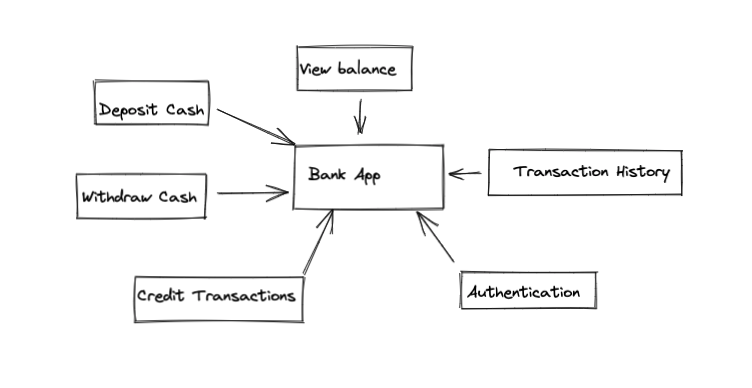 View balance
Deposit Cash
Bank App
Transaction History
Withdraw Cash
Credit Transactions
Authentication